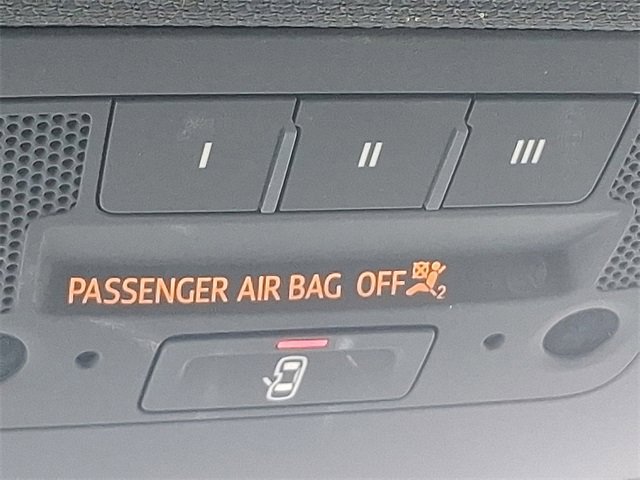 I II III
PASSENGER AIR BAG OFF 2